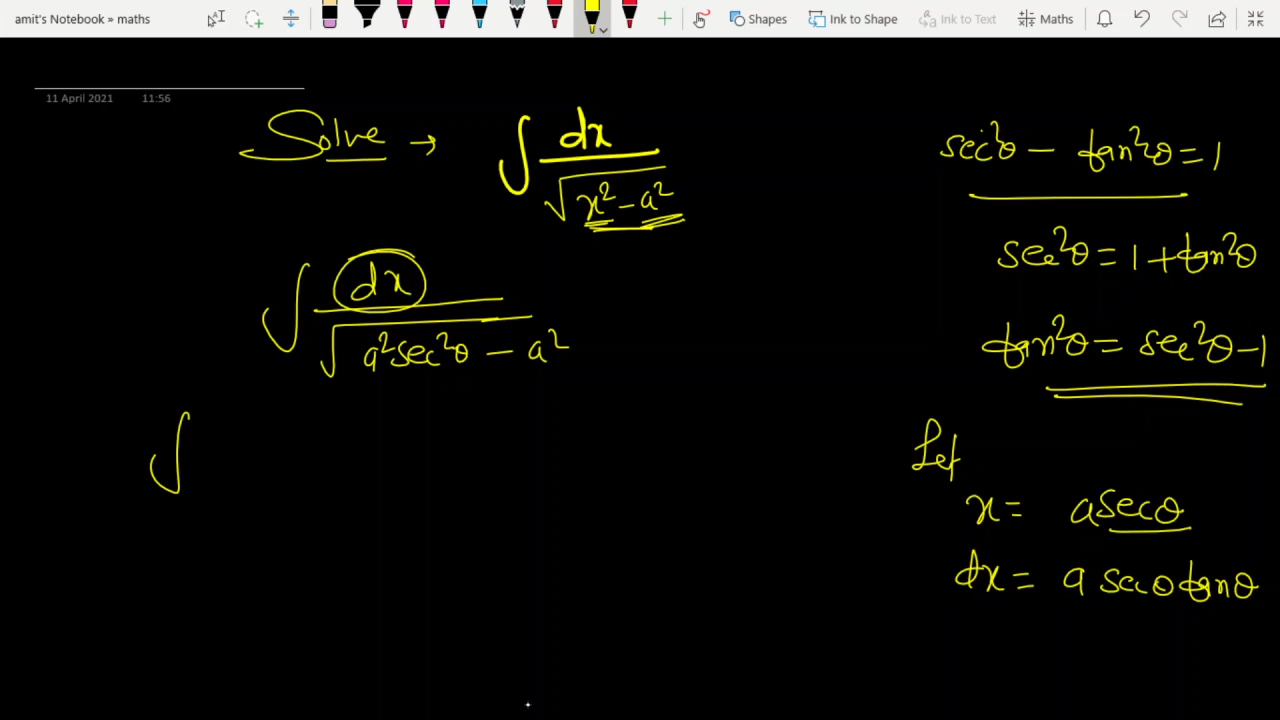 amit's Notebook » maths
Shapes
Ink to Shape
Ink to Text
Maths
11 April 2021 11:56
Solve → ∫ dx / √(x² - a²)
∫ dx / √(a²sec²θ - a²)
∫
sec²θ - tan²θ = 1
sec²θ = 1 + tan²θ
tan²θ = sec²θ - 1
Let
x = a secθ
dx = a secθ tanθ